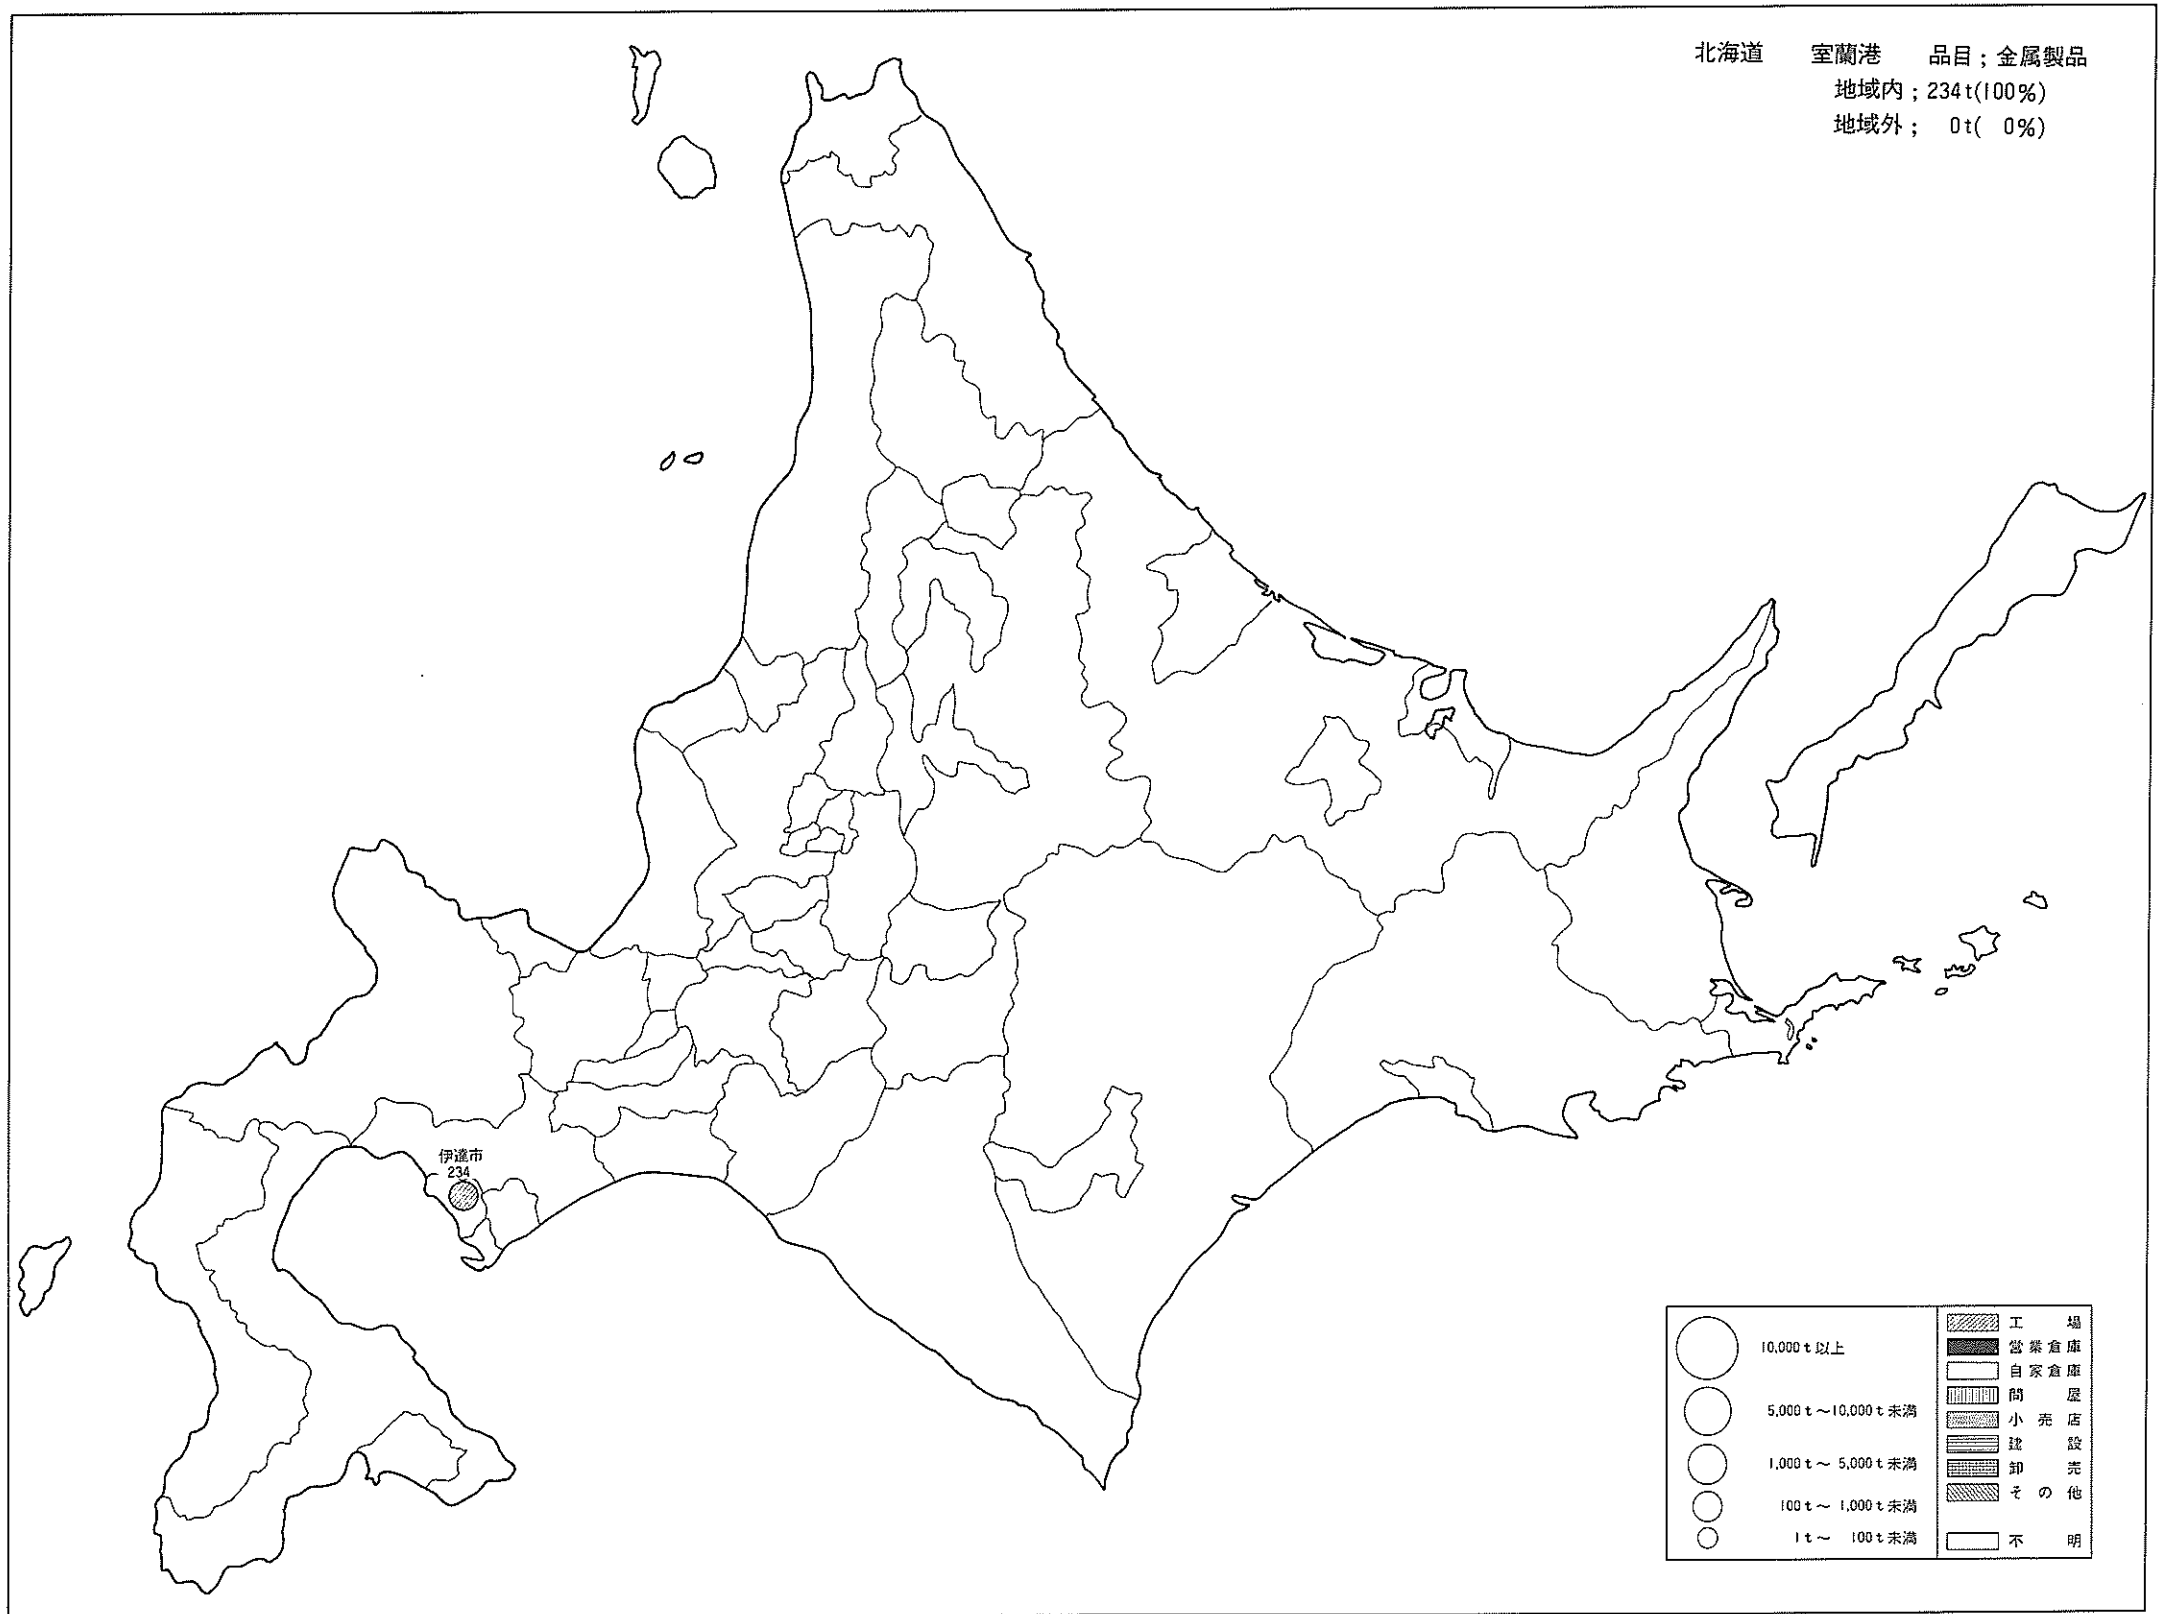 北海道 室蘭港 品目；金属製品
地域内；234t(100%)
地域外； 0t( 0%)
伊達市
234
10,000t以上
5,000t～10,000t未満
1,000t～ 5,000t未満
100t～ 1,000t未満
1t～ 100t未満
工場
営業倉庫
自家倉庫
問屋
小売店
建設
卸売
その他
不明